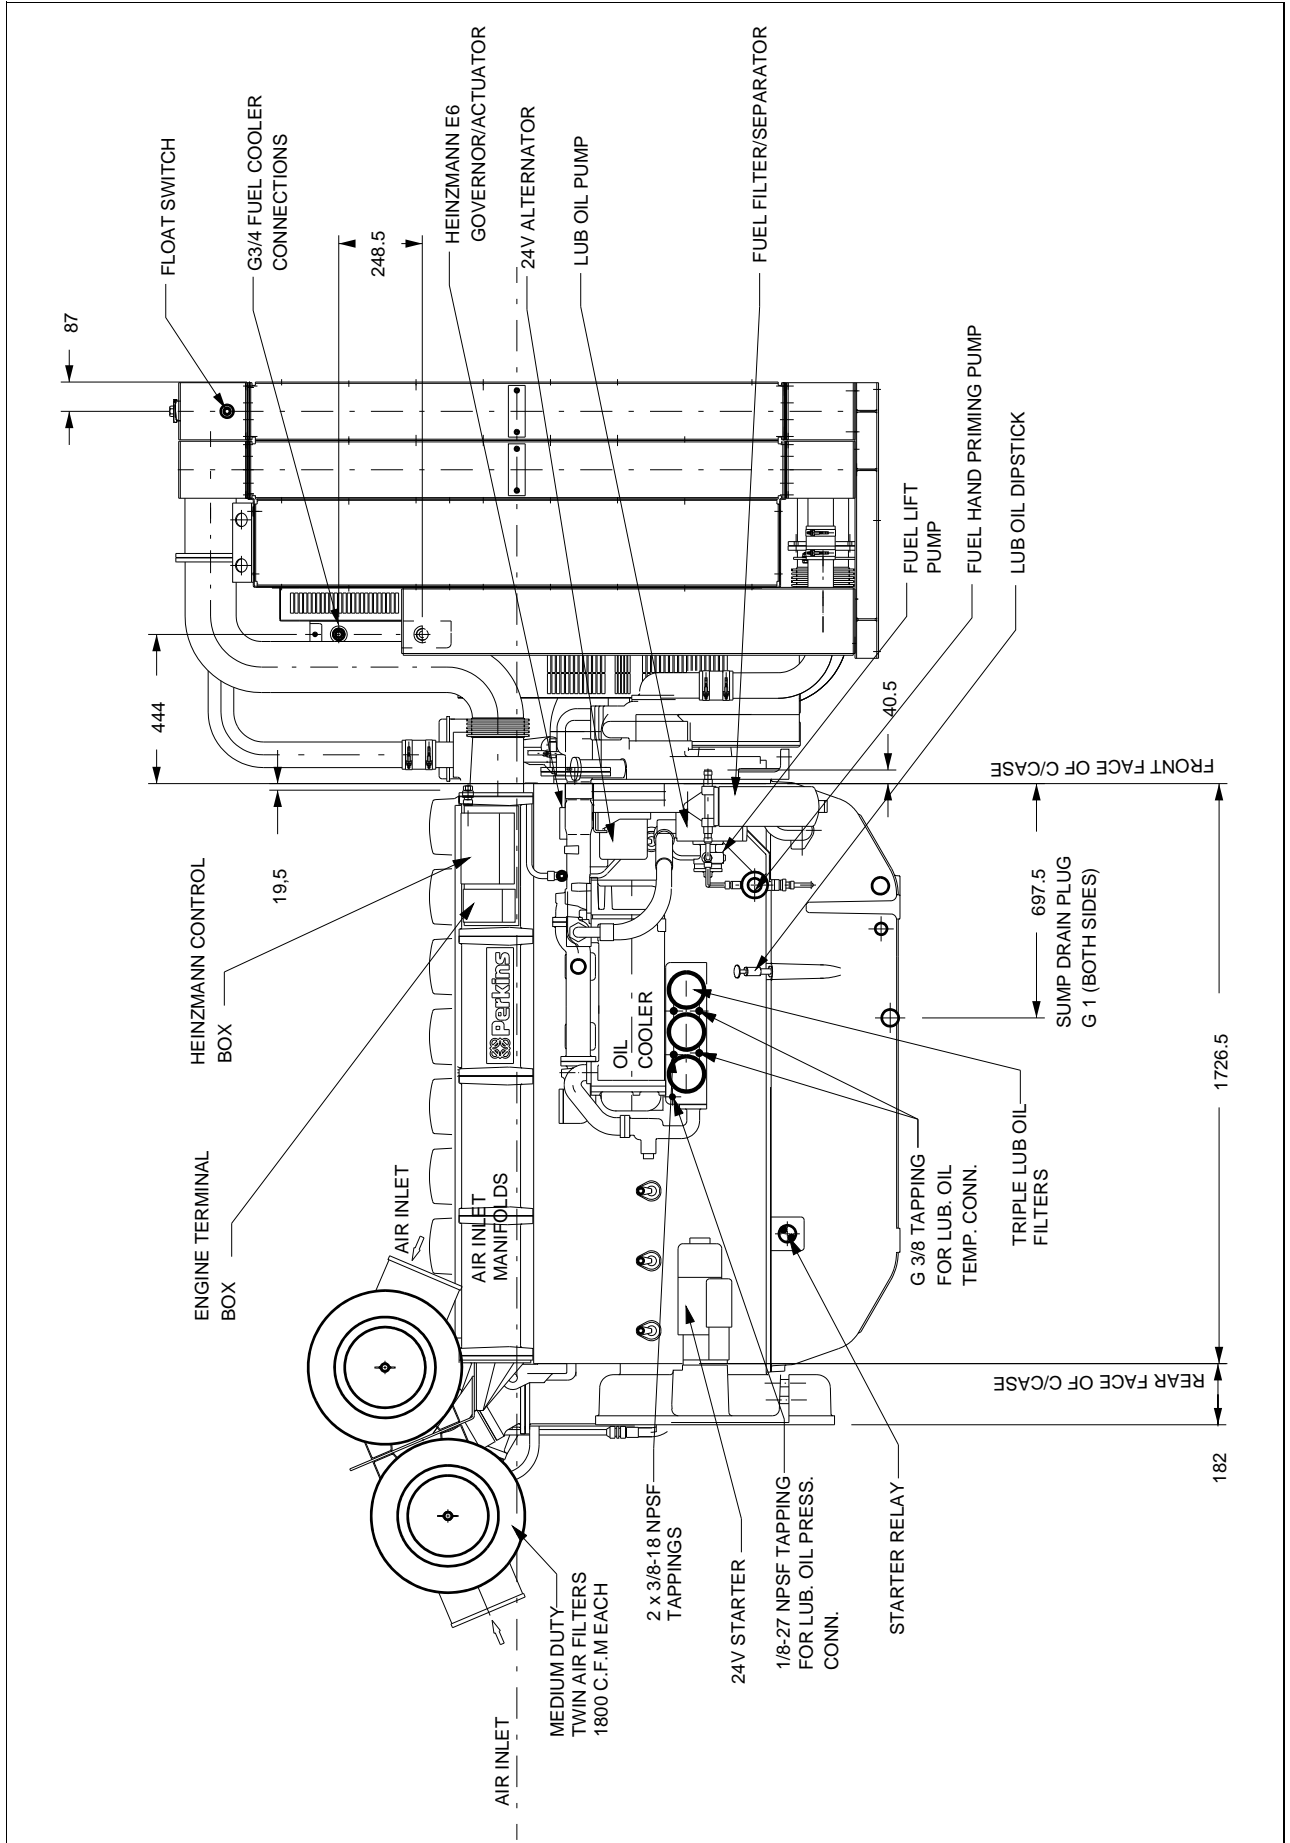 FLOAT SWITCH
G3/4 FUEL COOLER
CONNECTIONS
HEINZMANN E6
GOVERNOR/ACTUATOR
24V ALTERNATOR
LUB OIL PUMP
FUEL FILTER/SEPARATOR
87
248.5
FUEL LIFT
PUMP
FUEL HAND PRIMING PUMP
LUB OIL DIPSTICK
444
19,5
40.5
FRONT FACE OF C/CASE
HEINZMANN CONTROL
BOX
ENGINE TERMINAL
BOX
Perkins
OIL
COOLER
697.5
SUMP DRAIN PLUG
G 1 (BOTH SIDES)
1726.5
AIR INLET
AIR INLET
MANIFOLDS
TRIPLE LUB OIL
FILTERS
G 3/8 TAPPING
FOR LUB. OIL
TEMP. CONN.
REAR FACE OF C/CASE
182
AIR INLET
MEDIUM DUTY
TWIN AIR FILTERS
1800 C.F.M EACH
2 x 3/8-18 NPSF
TAPPINGS
24V STARTER
1/8-27 NPSF TAPPING
FOR LUB. OIL PRESS.
CONN.
STARTER RELAY